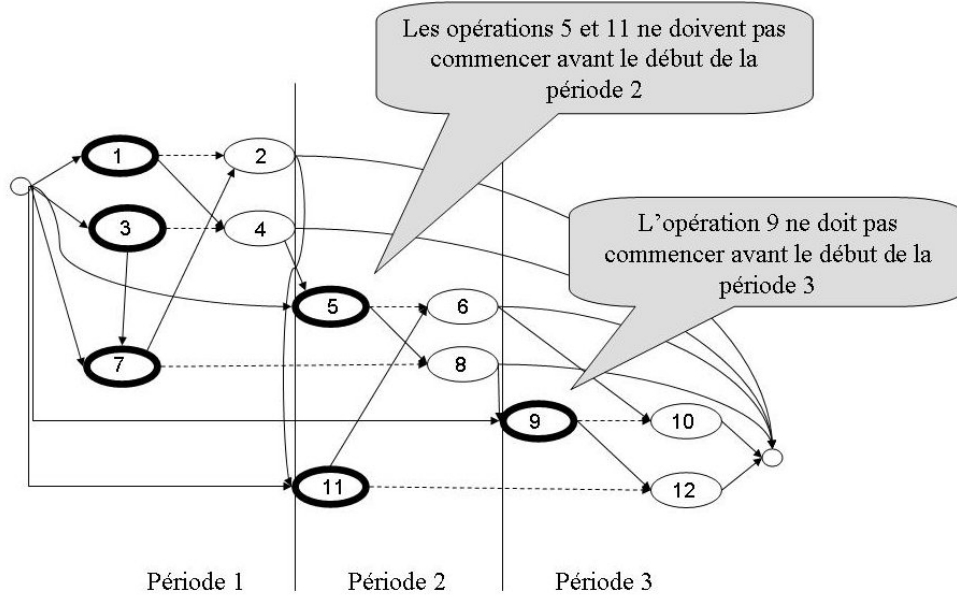 Les opérations 5 et 11 ne doivent pas
commencer avant le début de la
période 2
1
2
3
4
L’opération 9 ne doit pas
commencer avant le début de la
période 3
5
6
7
8
9
10
11
12
Période 1
Période 2
Période 3